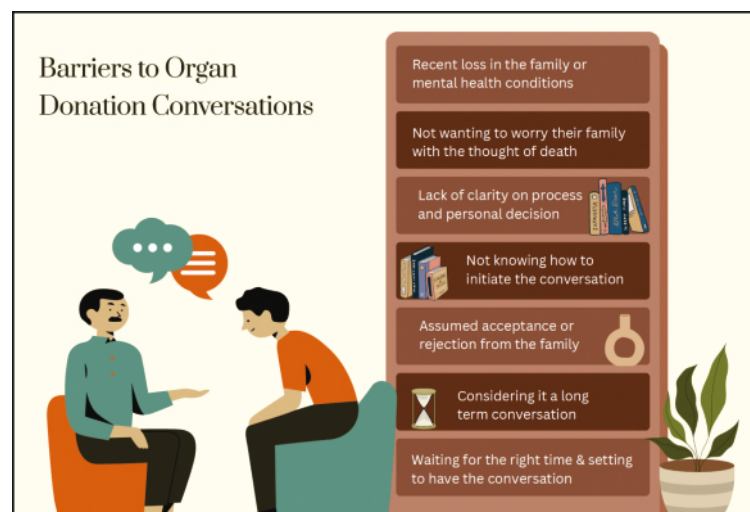 Barriers to Organ
Donation Conversations
Recent loss in the family or
mental health conditions
Not wanting to worry their family
with the thought of death
Lack of clarity on process
and personal decision
Not knowing how to
initiate the conversation
Assumed acceptance or
rejection from the family
Considering it a long
term conversation
Waiting for the right time & setting
to have the conversation